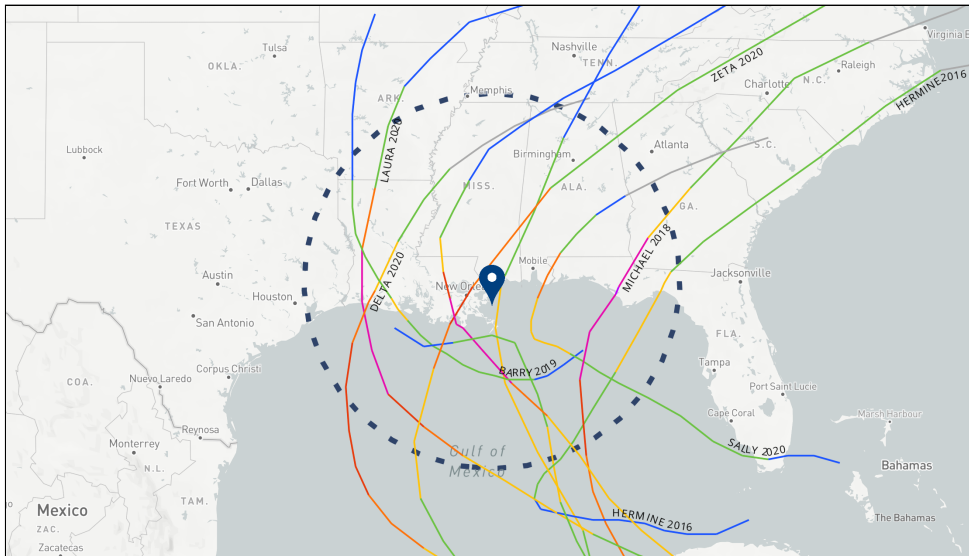 Virginia B
Nashville
Tulsa
TENN.
OKLA.
ZETA 2020
Raleigh
N.C.
Charlotte
HERMINE2016
Memphis
ARK.
LAURA 2020
Lubbock
Birmingham
Atlanta
S.C.
Fort Worth
Dallas
MISS.
ALA.
GA.
TEXAS
MICHAEL 2018
Mobile
DELTA 2020
Austin
Jacksonville
New Orle
Houston
San Antonio
FLA.
BARRY 2019
Tampa
Corpus Christi
COA.
Nuevo Laredo
Port Saint Lucie
Cape Coral
Marsh Harbour
Reynosa
Monterrey
SALLY 2020
Gulf of
Mexico
N.L.
Bahamas
TAM.
Mexico
HERMINE 2016
The Bahamas
ZAC.
Zacatecas